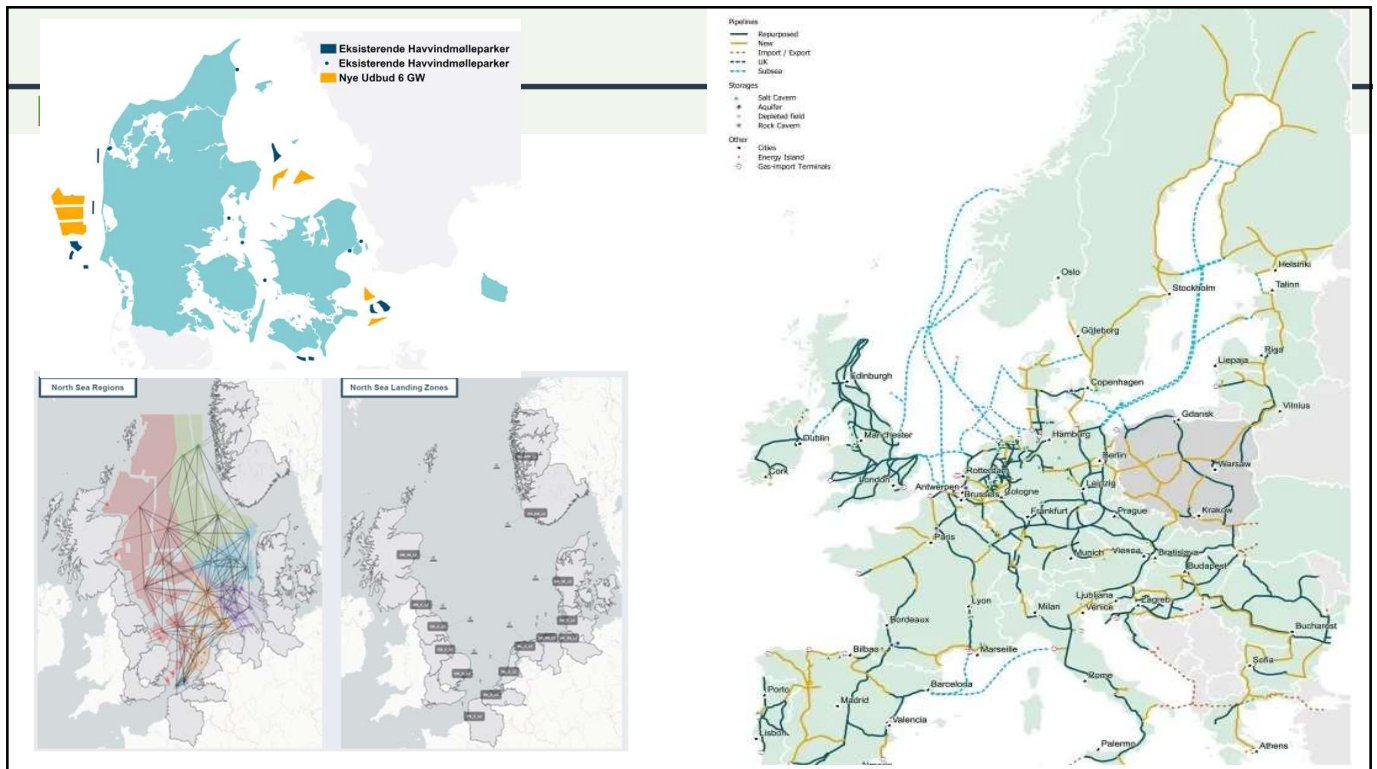 Eksisterende Havvindmølleparker
Eksisterende Havvindmølleparker
Nye Udbud 6 GW
North Sea Regions
North Sea Landing Zones
Pipelines
Repurposed
New
Import / Export
UK
Subsea
Storages
Salt Cavern
Aquifer
Depleted field
Rock Cavern
Other
Cities
Energy Island
Gas-import Terminals
Oslo
Helsinki
Stockholm
Talinn
Göteborg
Riga
Liepaja
Edinburgh
Copenhagen
Vilnius
Gdansk
Dublin
Manchester
Hamburg
Berlin
Warsaw
Cork
London
Antwerpen
Brussels
Cologne
Leipzig
Frankfurt
Prague
Krakow
Paris
Munich
Vienna
Bratislava
Budapest
Lyon
Milan
Ljubljana
Venice
Zagreb
Bordeaux
Bucharest
Bilbao
Marseille
Sofia
Porto
Madrid
Barcelona
Rome
Valencia
Lisbon
Palermo
Athens